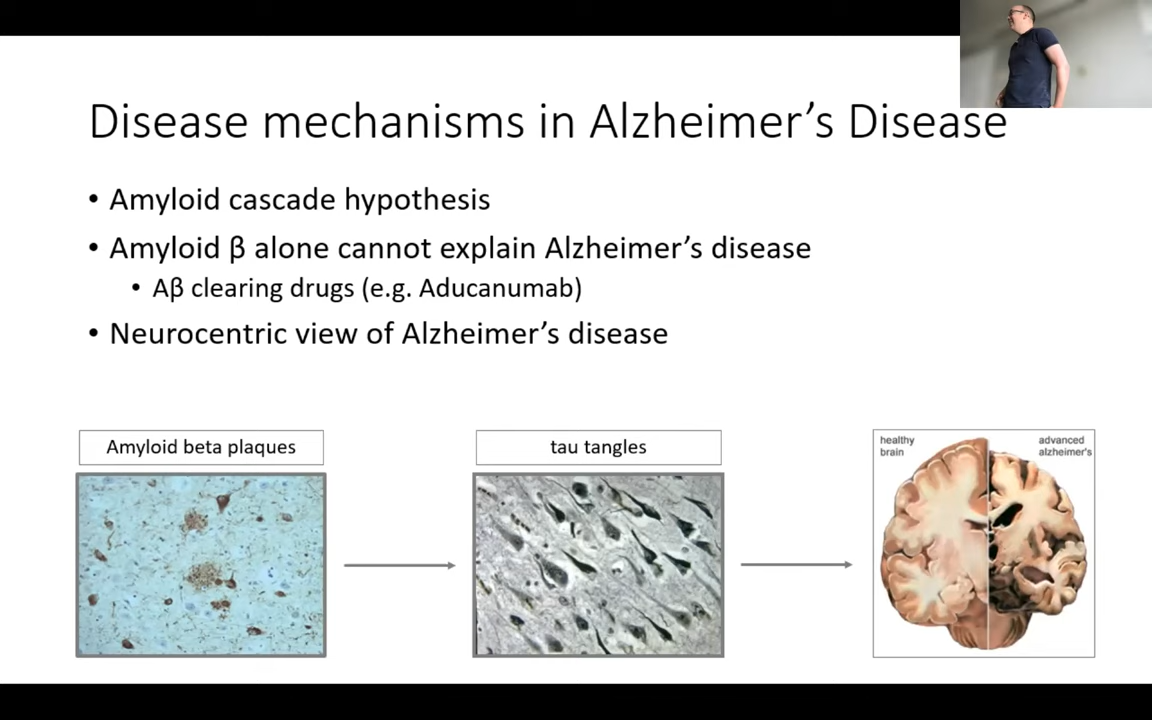 Disease mechanisms in Alzheimer’s Disease
• Amyloid cascade hypothesis
• Amyloid β alone cannot explain Alzheimer’s disease
• Aβ clearing drugs (e.g. Aducanumab)
• Neurocentric view of Alzheimer’s disease
Amyloid beta plaques
tau tangles
healthy
brain
advanced
alzheimer's